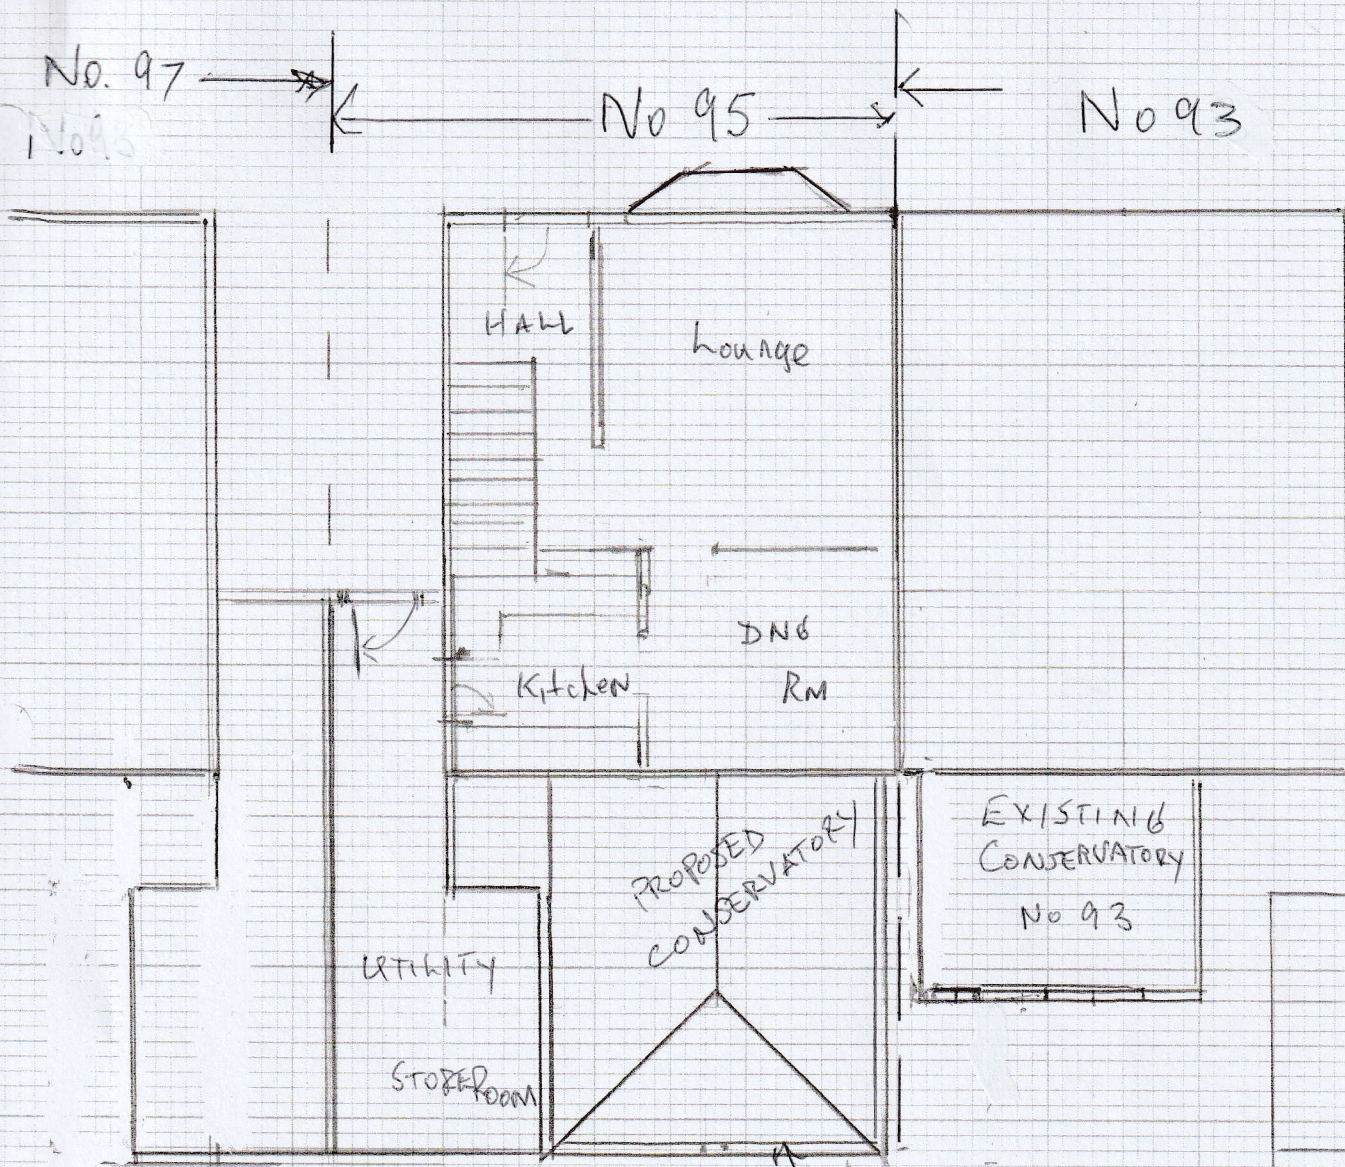 No. 97
No 95
No 93
No95
HALL
Lounge
DNG
RM
Kitchen
PROPOSED
CONSERVATORY
EXISTING
CONSERVATORY
No 93
UTILITY
STOREROOM